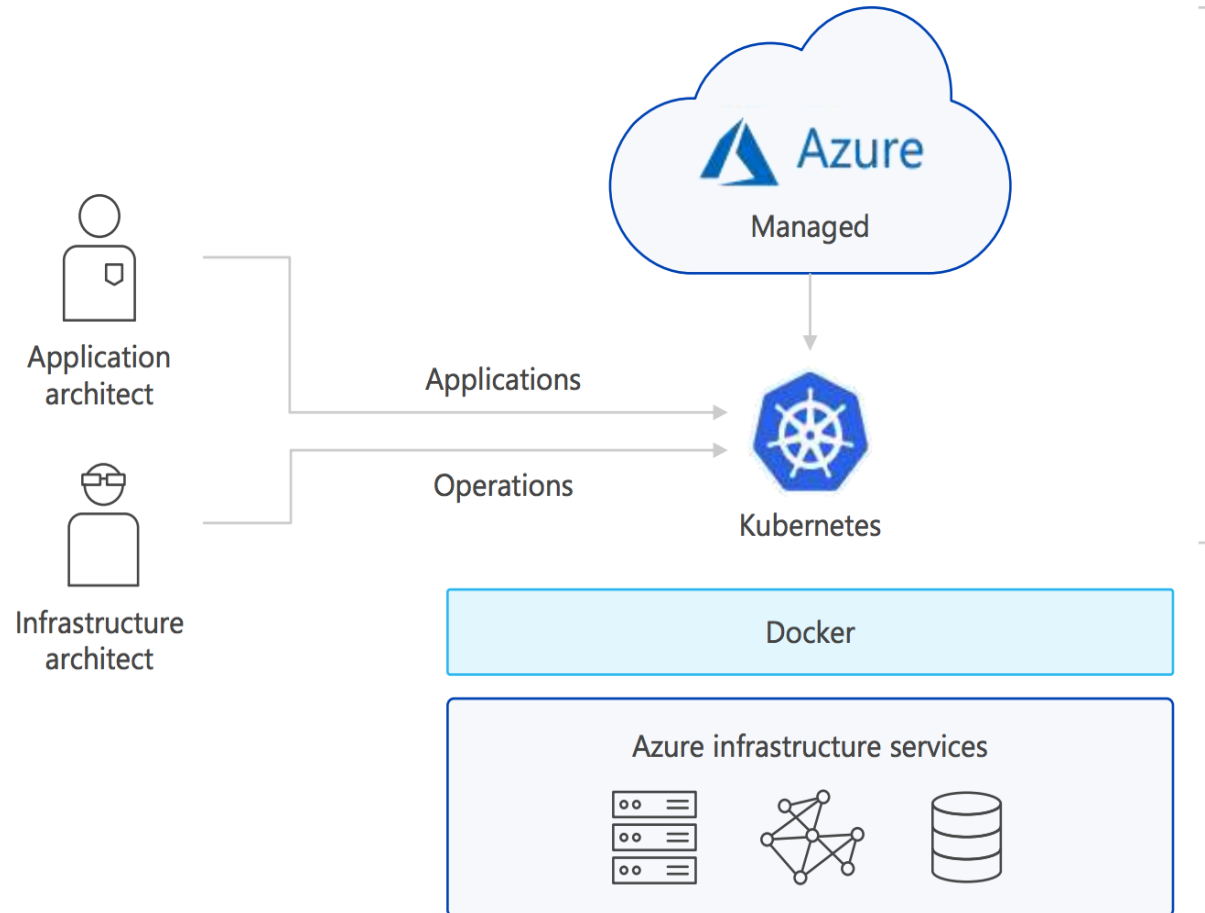 Azure
Managed
Application
architect
Applications
Operations
Kubernetes
Infrastructure
architect
Docker
Azure infrastructure services